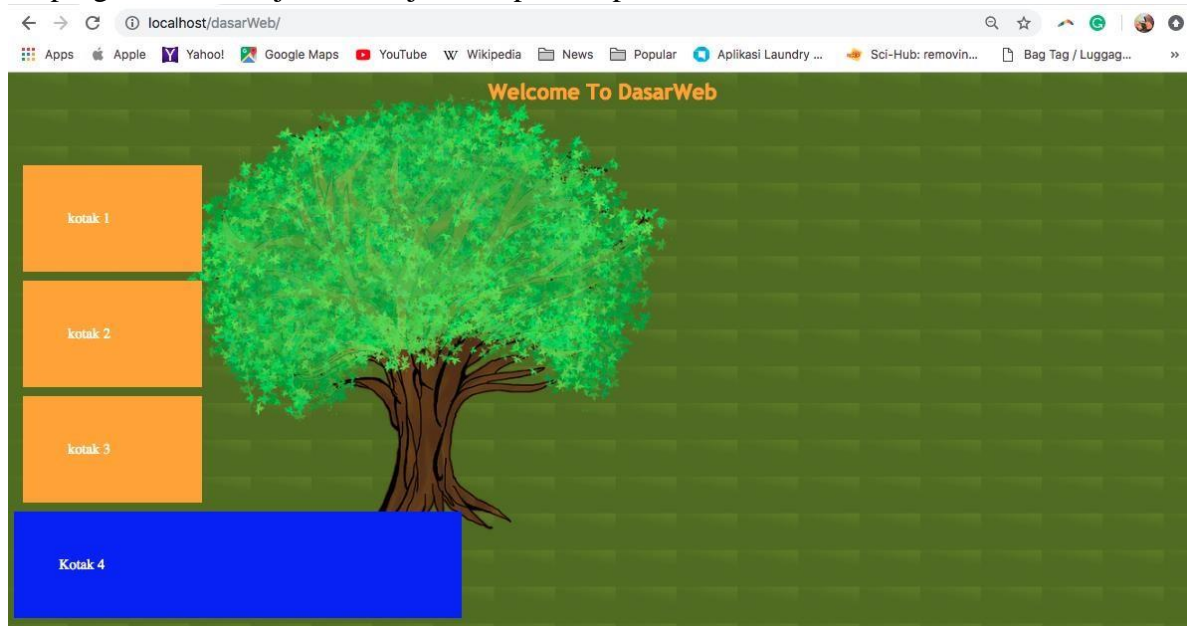 localhost/dasarWeb/
Apps Apple Yahoo! Google Maps YouTube W Wikipedia News Popular Aplikasi Laundry ... Sci-Hub: removin... Bag Tag / Luggag... »
Welcome To DasarWeb
kotak 1
kotak 2
kotak 3
Kotak 4